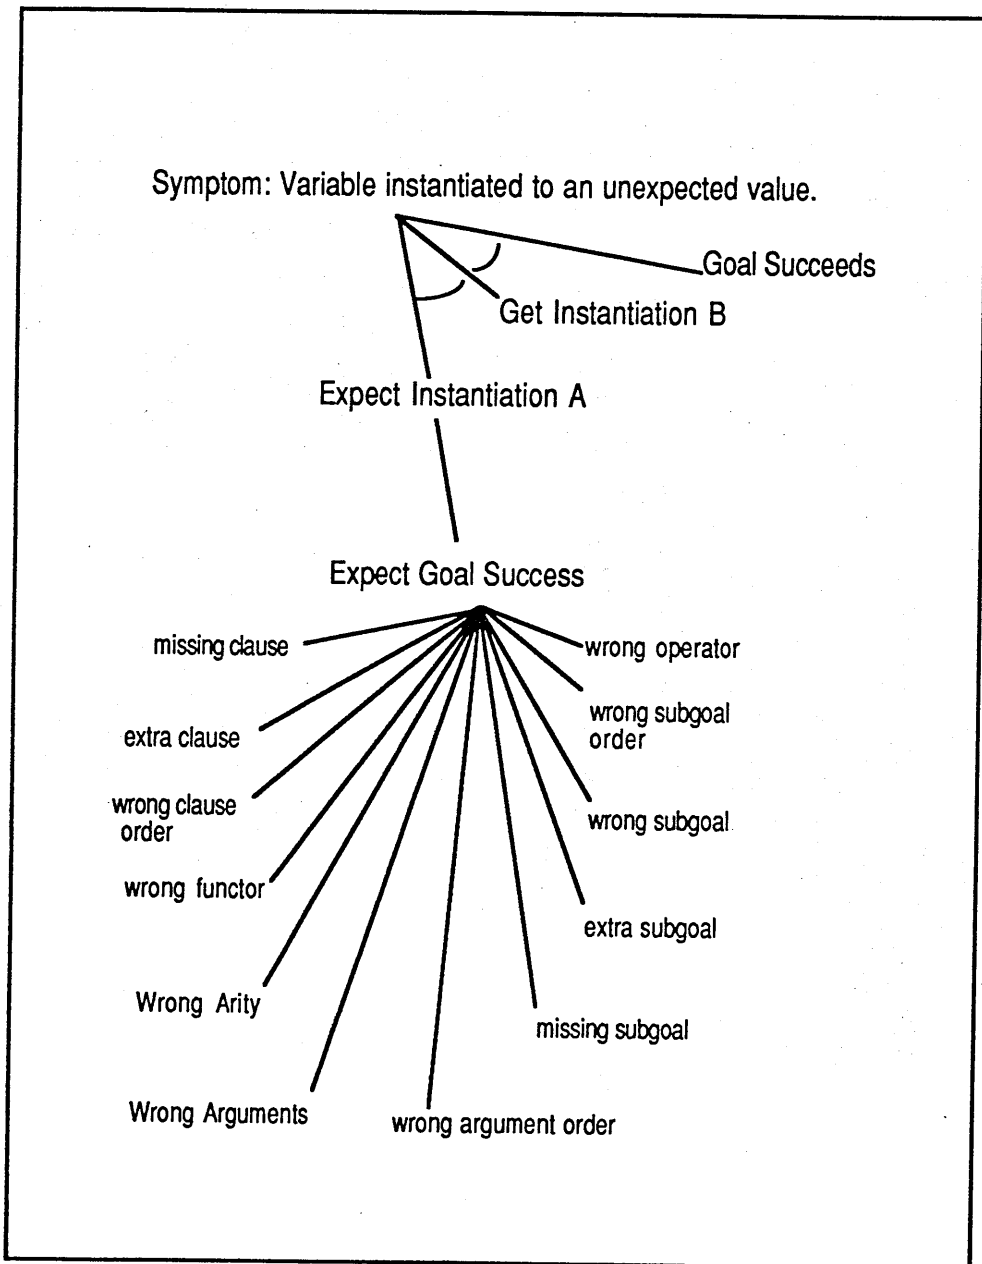 Symptom: Variable instantiated to an unexpected value.
Goal Succeeds
Get Instantiation B
Expect Instantiation A
Expect Goal Success
missing clause
wrong operator
wrong subgoal
order
extra clause
wrong clause
order
wrong subgoal
wrong functor
extra subgoal
Wrong Arity
missing subgoal
Wrong Arguments
wrong argument order